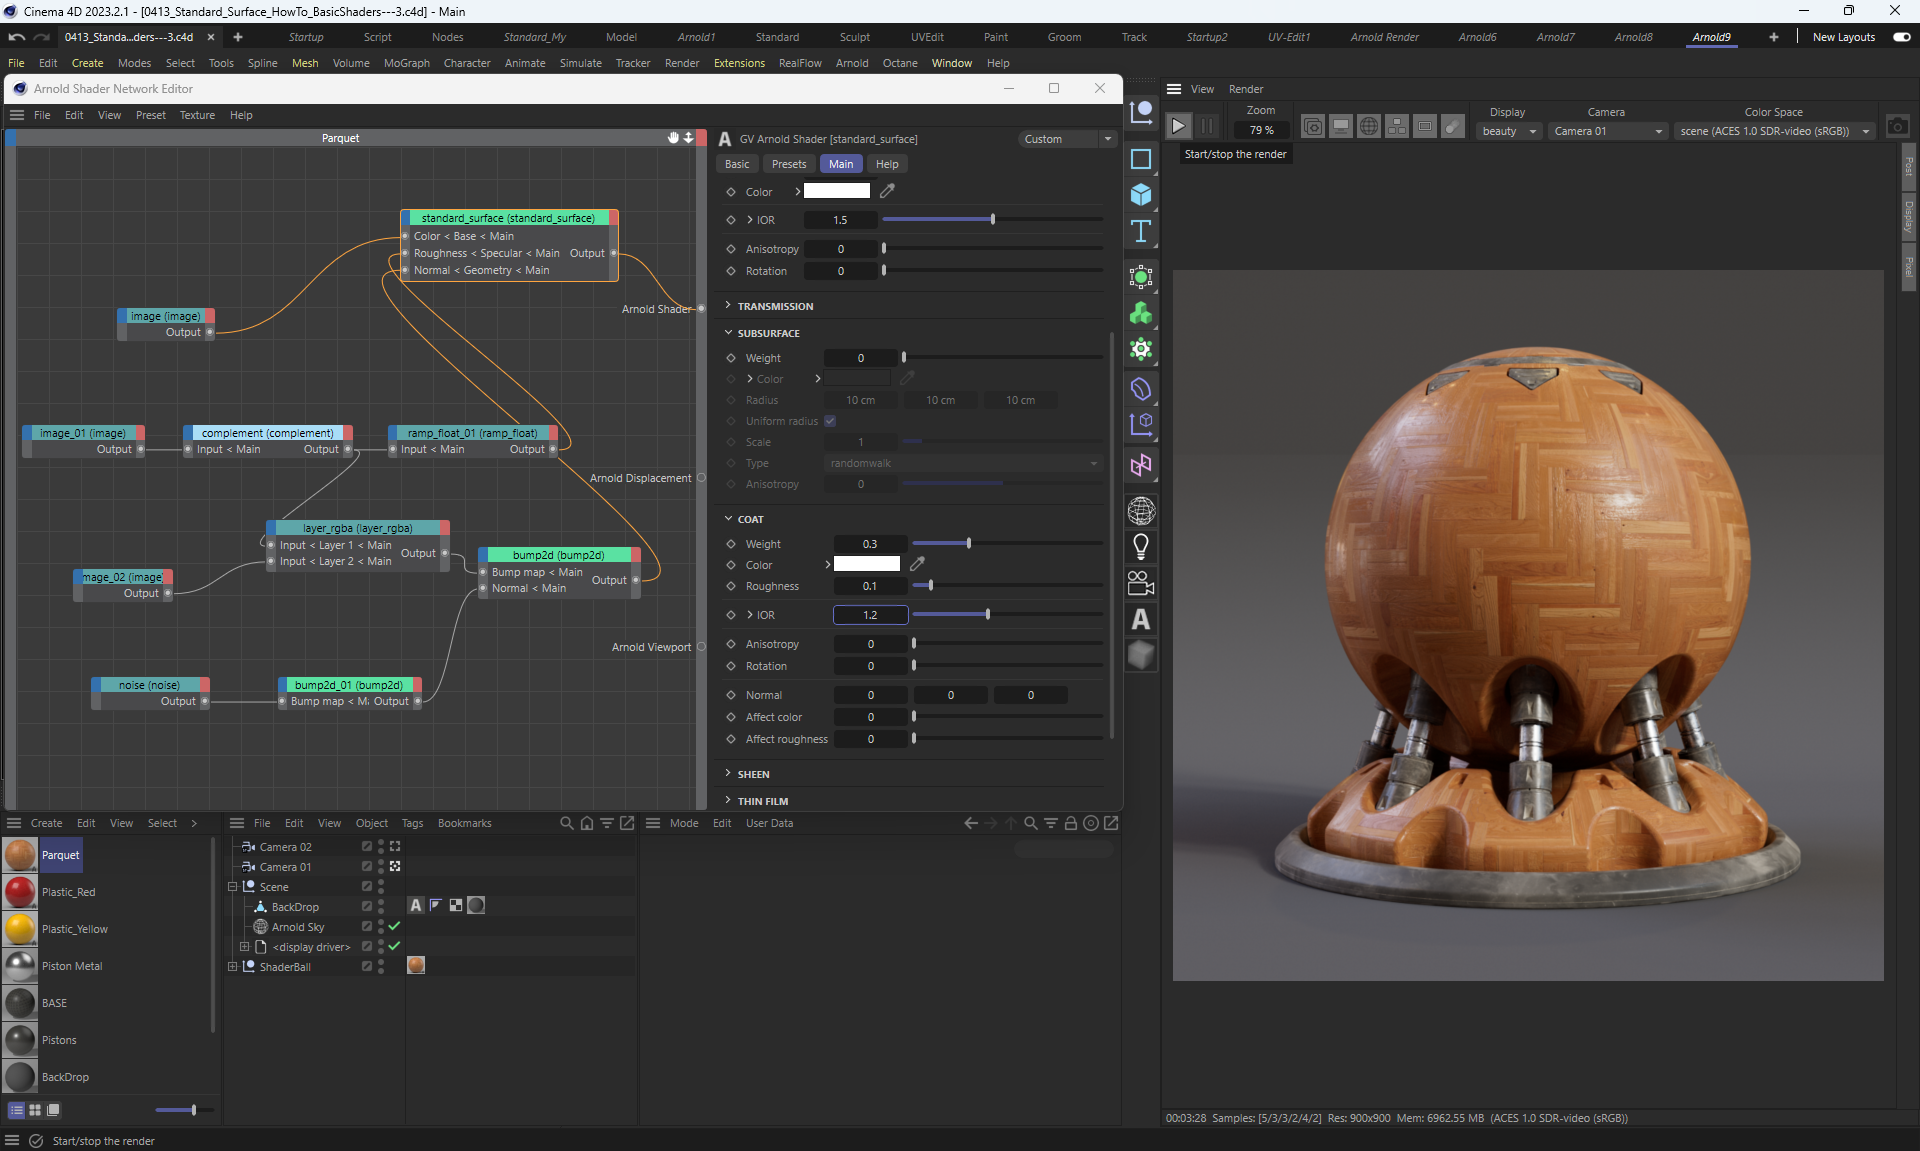 Cinema 4D 2023.2.1 - [0413_Standard_Surface_HowTo_BasicShaders---3.c4d] - Main
0413_Standa...ders---3.c4d × + Startup Script Nodes Standard_My Model Arnold1 Standard Sculpt UVEdit Paint Groom Track Startup2 UV-Edit1 Arnold Render Arnold6 Arnold7 Arnold8 Arnold9 + New Layouts
File Edit Create Modes Select Tools Spline Mesh Volume MoGraph Character Animate Simulate Tracker Render Extensions RealFlow Arnold Octane Window Help
Arnold Shader Network Editor
File Edit View Preset Texture Help
Parquet
standard_surface (standard_surface)
Color < Base < Main
Roughness < Specular < Main Output
Normal < Geometry < Main
Arnold Shader
image (image)
Output
image_01 (image)
Output
complement (complement)
Input < Main Output
ramp_float_01 (ramp_float)
Input < Main Output
Arnold Displacement
layer_rgba (layer_rgba)
Input < Layer 1 < Main
Output
Input < Layer 2 < Main
bump2d (bump2d)
Bump map < Main
Output
Normal < Main
mage_02 (image
Output
Arnold Viewport
noise (noise)
Output
bump2d_01 (bump2d)
Bump map < M Output
A GV Arnold Shader [standard_surface] Custom
Basic Presets Main Help
Color
IOR 1.5
Anisotropy 0
Rotation 0
TRANSMISSION
SUBSURFACE
Weight 0
Color
Radius 10 cm 10 cm 10 cm
Uniform radius
Scale 1
Type randomwalk
Anisotropy 0
COAT
Weight 0.3
Color
Roughness 0.1
IOR 1.2
Anisotropy 0
Rotation 0
Normal 0 0 0
Affect color 0
Affect roughness 0
SHEEN
THIN FILM
T
A
View Render
Zoom Display Camera Color Space
79 % beauty Camera 01 scene (ACES 1.0 SDR-video (sRGB))
Start/stop the render
Post
Display
Pixel
00:03:28 Samples: [5/3/3/2/4/2] Res: 900x900 Mem: 6962.55 MB (ACES 1.0 SDR-video (sRGB))
Create Edit View Select >
Parquet
Plastic_Red
Plastic_Yellow
Piston Metal
BASE
Pistons
BackDrop
File Edit View Object Tags Bookmarks
Camera 02
Camera 01
Scene
BackDrop A
Arnold Sky
<display driver>
ShaderBall
Mode Edit User Data
Start/stop the render